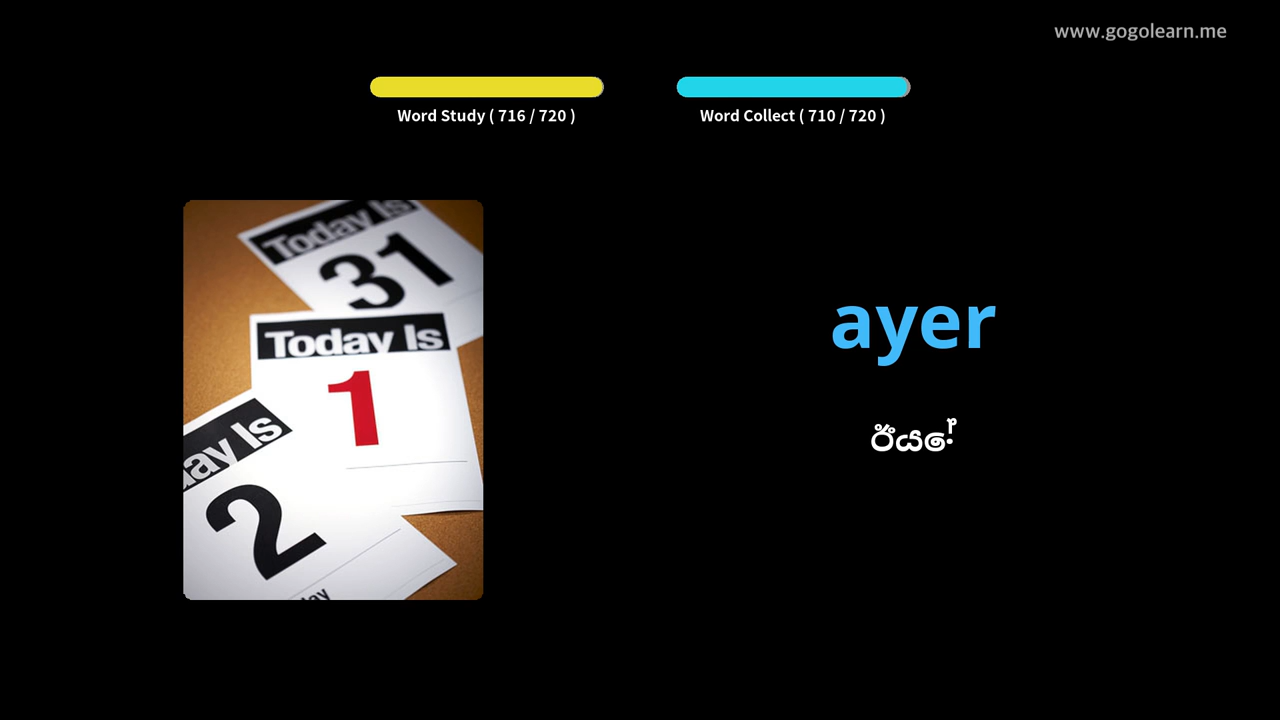 www.gogolearn.me
Word Study ( 716 / 720 )
Word Collect ( 710 / 720 )
Today Is
31
Today Is
1
ay Is
2
ayer
ඊයේ